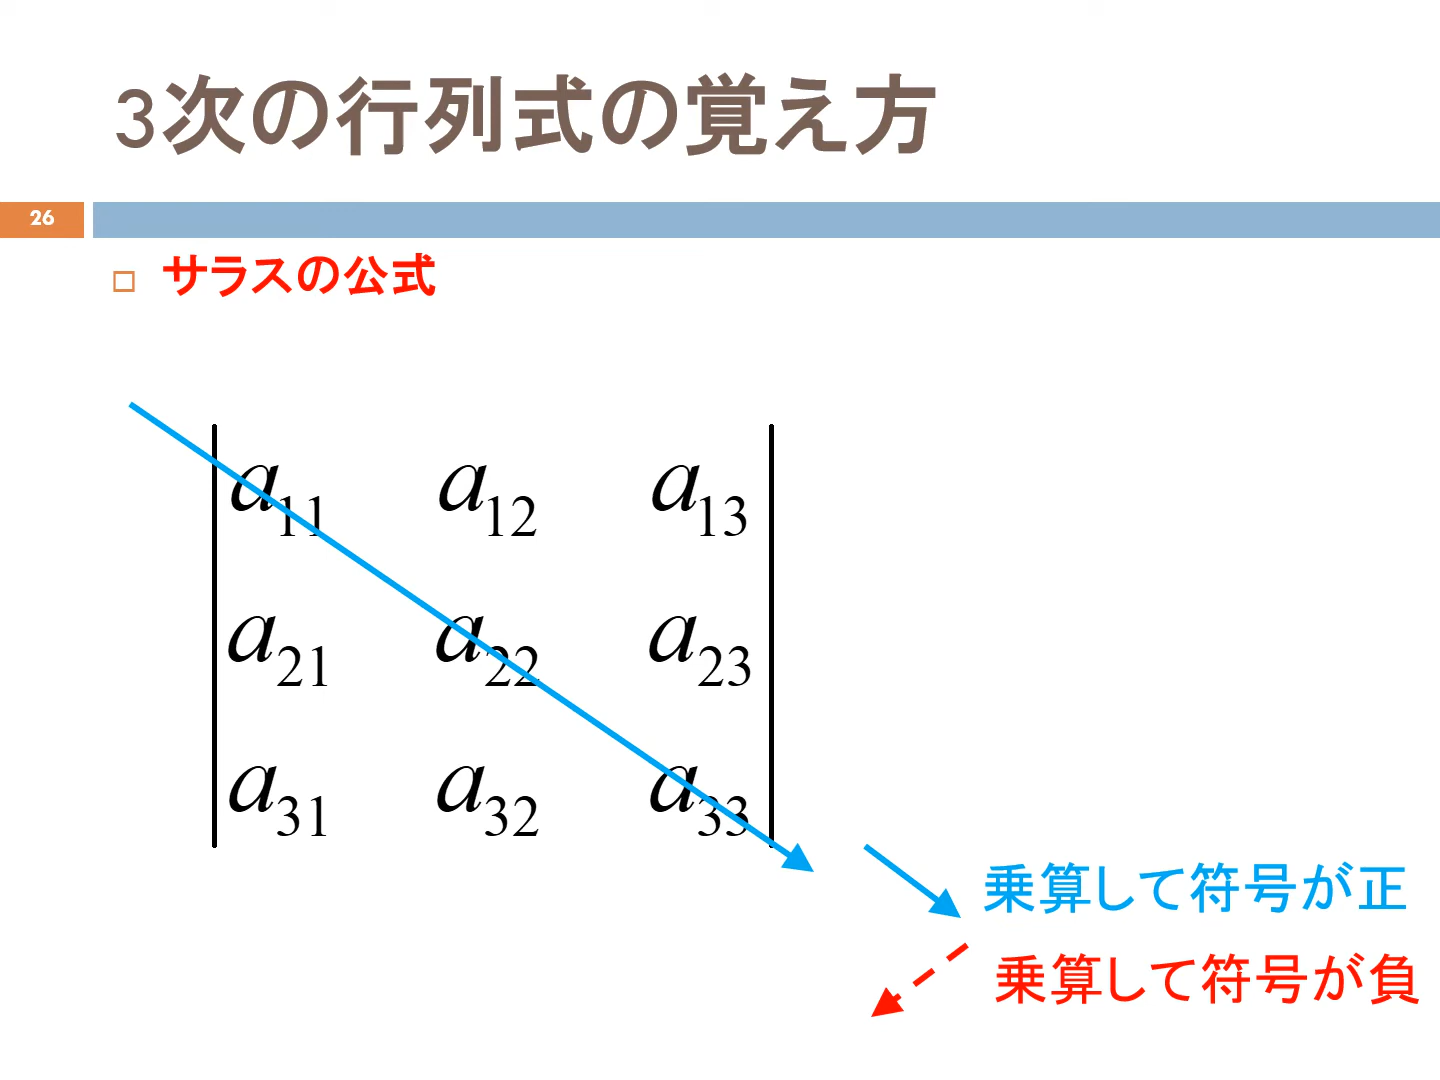 3次の行列式の覚え方
26
サラスの公式
a11 a12 a13
a21 a22 a23
a31 a32 a33
乗算して符号が正
乗算して符号が負